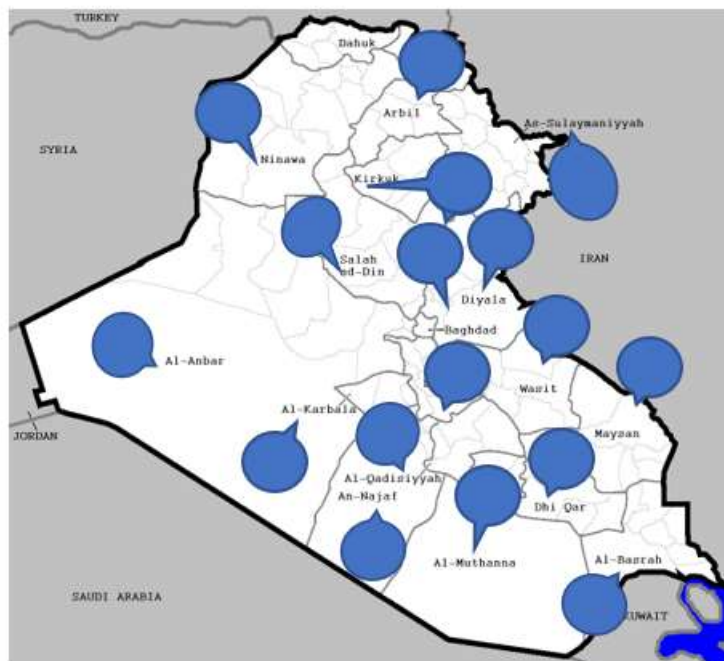 TURKEY
Dahuk
Arbil
As-Sulaymaniyyah
SYRIA
Ninawa
Kirkuk
Salah
ad-Din
IRAN
Diyala
Baghdad
Al-Anbar
Wasit
Al-Karbala
JORDAN
Maysan
Al-Qadisiyyah
An-Najaf
Dhi Qar
Al-Muthanna
Al-Basrah
SAUDI ARABIA
KUWAIT